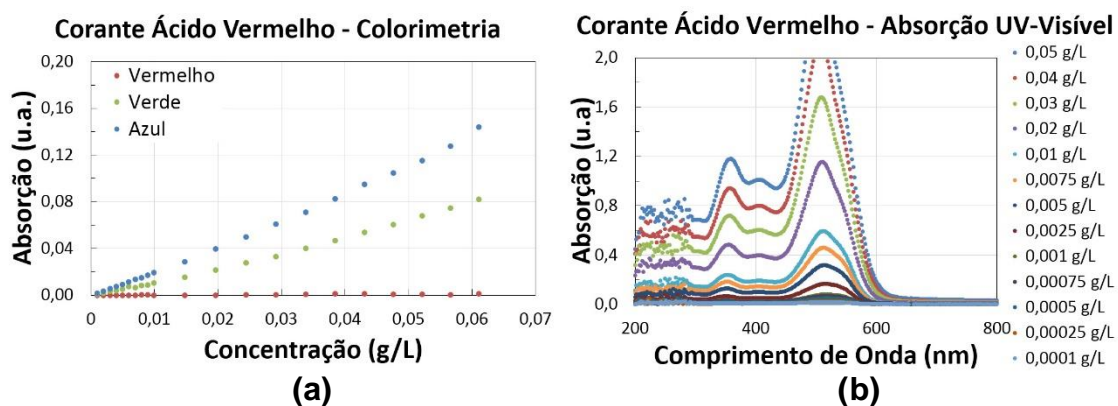 Corante Ácido Vermelho - Colorimetria
0,20
0,16
0,12
0,08
0,04
0,00
Absorção (u.a.)
Vermelho
Verde
Azul
0
0,01
0,02
0,03
0,04
0,05
0,06
0,07
Concentração (g/L)
(a)
Corante Ácido Vermelho - Absorção UV-Visível
2,0
1,6
1,2
0,8
0,4
0,0
Absorção (u.a)
200
400
600
800
Comprimento de Onda (nm)
0,05 g/L
0,04 g/L
0,03 g/L
0,02 g/L
0,01 g/L
0,0075 g/L
0,005 g/L
0,0025 g/L
0,001 g/L
0,00075 g/L
0,0005 g/L
0,00025 g/L
0,0001 g/L
(b)